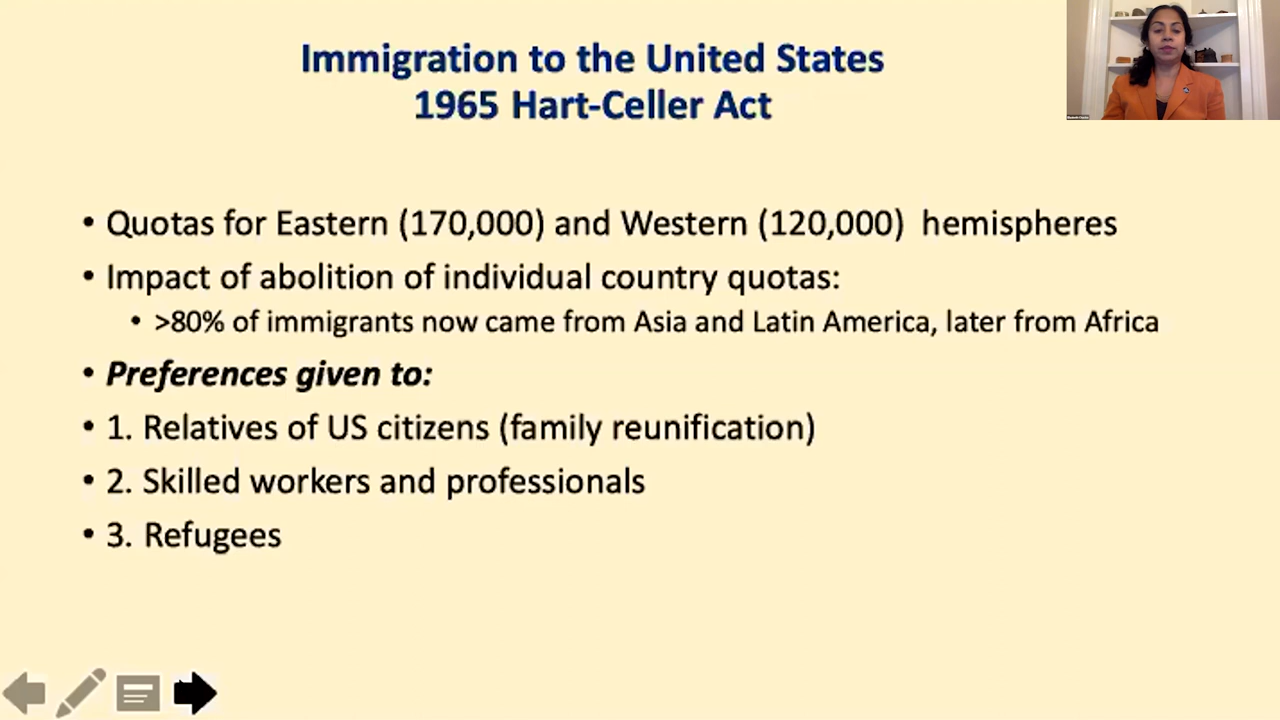 Immigration to the United States
1965 Hart-Celler Act
• Quotas for Eastern (170,000) and Western (120,000)  hemispheres
• Impact of abolition of individual country quotas:
• >80% of immigrants now came from Asia and Latin America, later from Africa
• Preferences given to:
• 1. Relatives of US citizens (family reunification)
• 2. Skilled workers and professionals
• 3. Refugees